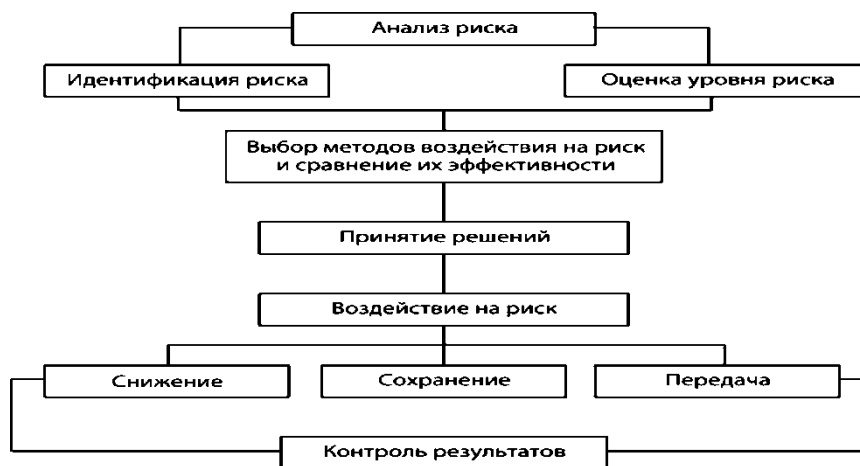 Анализ риска
Идентификация риска
Оценка уровня риска
Выбор методов воздействия на риск
и сравнение их эффективности
Принятие решений
Воздействие на риск
Снижение
Сохранение
Передача
Контроль результатов